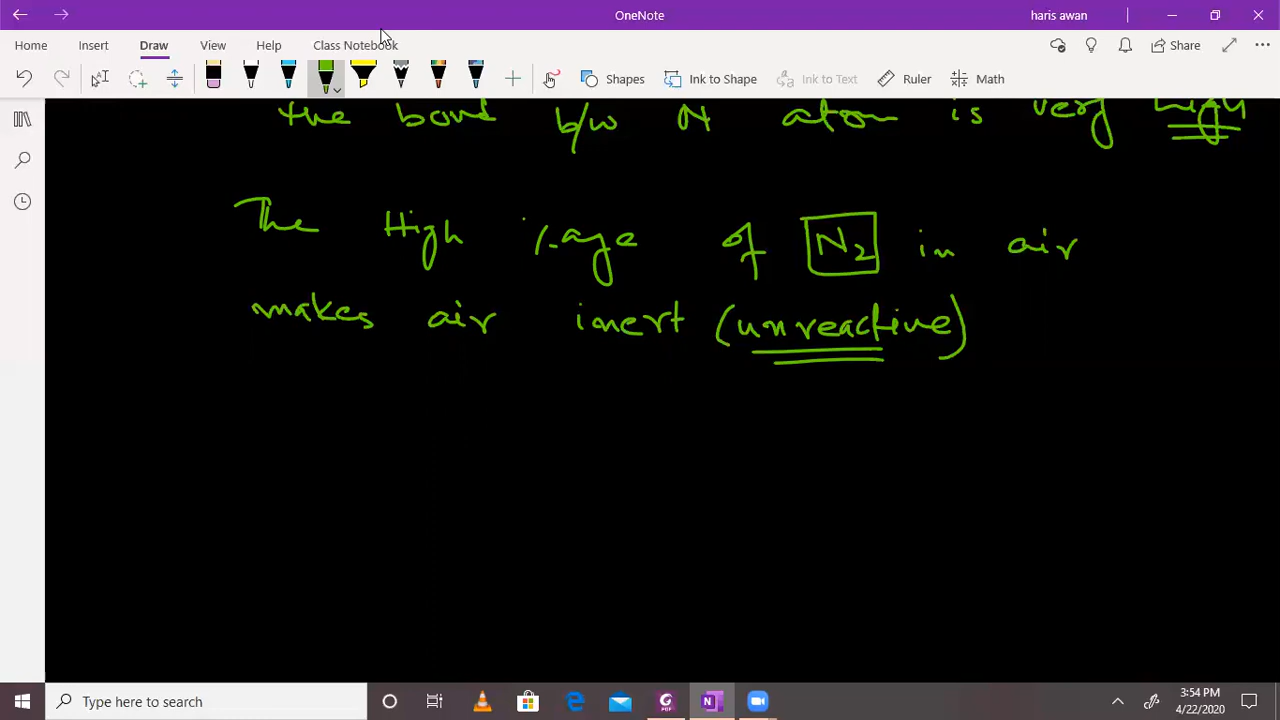 OneNote
haris awan
Home Insert Draw View Help Class Notebook
Share
Shapes Ink to Shape Ink to Text Ruler Math
the bond b/w N atom is very high
The High %age of N2 in air
makes air inert (unreactive)
Type here to search
3:54 PM
4/22/2020